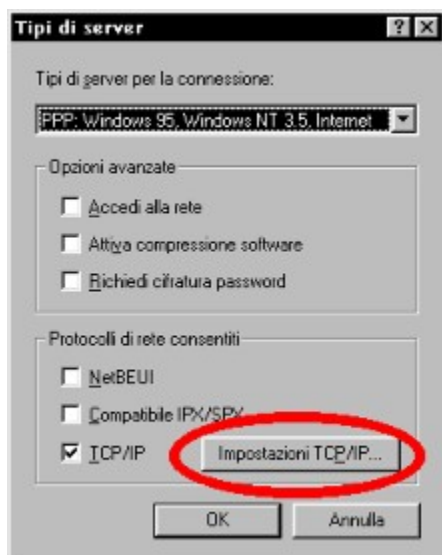 Tipi di server
Tipi di server per la connessione:
PPP: Windows 95, Windows NT 3.5, Internet
Opzioni avanzate
Accedi alla rete
Attiva compressione software
Richiedi cifratura password
Protocolli di rete consentiti
NetBEUI
Compatibile IPX/SPX
TCP/IP Impostazioni TCP/IP...
OK Annulla